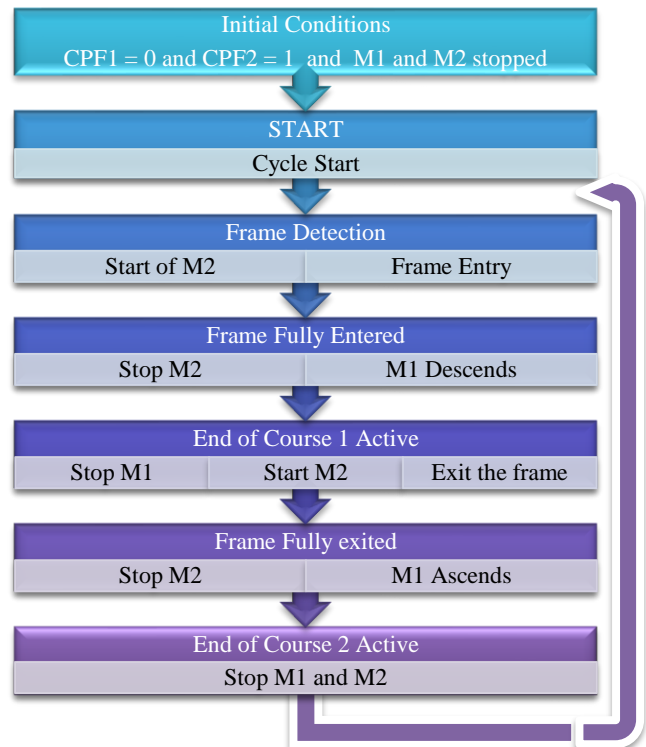 Initial Conditions
CPF1 = 0 and CPF2 = 1 and M1 and M2 stopped
START
Cycle Start
Frame Detection
Start of M2 Frame Entry
Frame Fully Entered
Stop M2 M1 Descends
End of Course 1 Active
Stop M1 Start M2 Exit the frame
Frame Fully exited
Stop M2 M1 Ascends
End of Course 2 Active
Stop M1 and M2